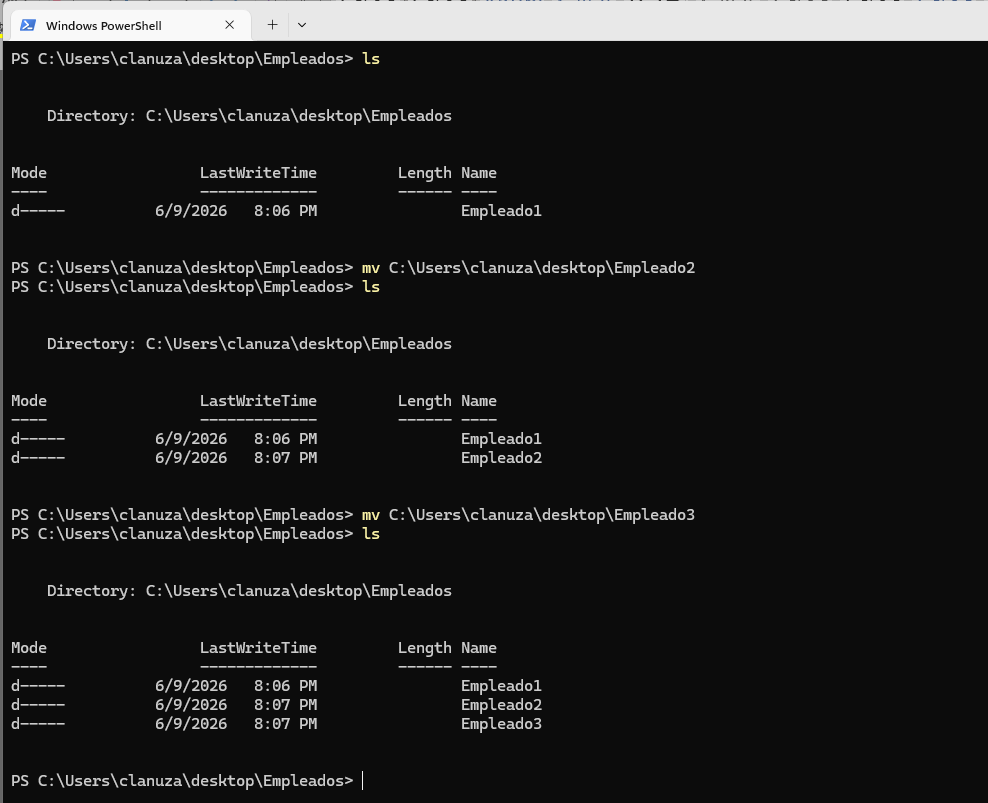 Windows PowerShell
PS C:\Users\clanuza\desktop\Empleados> ls
Directory: C:\Users\clanuza\desktop\Empleados
Mode                 LastWriteTime         Length Name
----                 -------------         ------ ----
d-----          6/9/2026   8:06 PM                Empleado1
PS C:\Users\clanuza\desktop\Empleados> mv C:\Users\clanuza\desktop\Empleado2
PS C:\Users\clanuza\desktop\Empleados> ls
Directory: C:\Users\clanuza\desktop\Empleados
Mode                 LastWriteTime         Length Name
----                 -------------         ------ ----
d-----          6/9/2026   8:06 PM                Empleado1
d-----          6/9/2026   8:07 PM                Empleado2
PS C:\Users\clanuza\desktop\Empleados> mv C:\Users\clanuza\desktop\Empleado3
PS C:\Users\clanuza\desktop\Empleados> ls
Directory: C:\Users\clanuza\desktop\Empleados
Mode                 LastWriteTime         Length Name
----                 -------------         ------ ----
d-----          6/9/2026   8:06 PM                Empleado1
d-----          6/9/2026   8:07 PM                Empleado2
d-----          6/9/2026   8:07 PM                Empleado3
PS C:\Users\clanuza\desktop\Empleados>